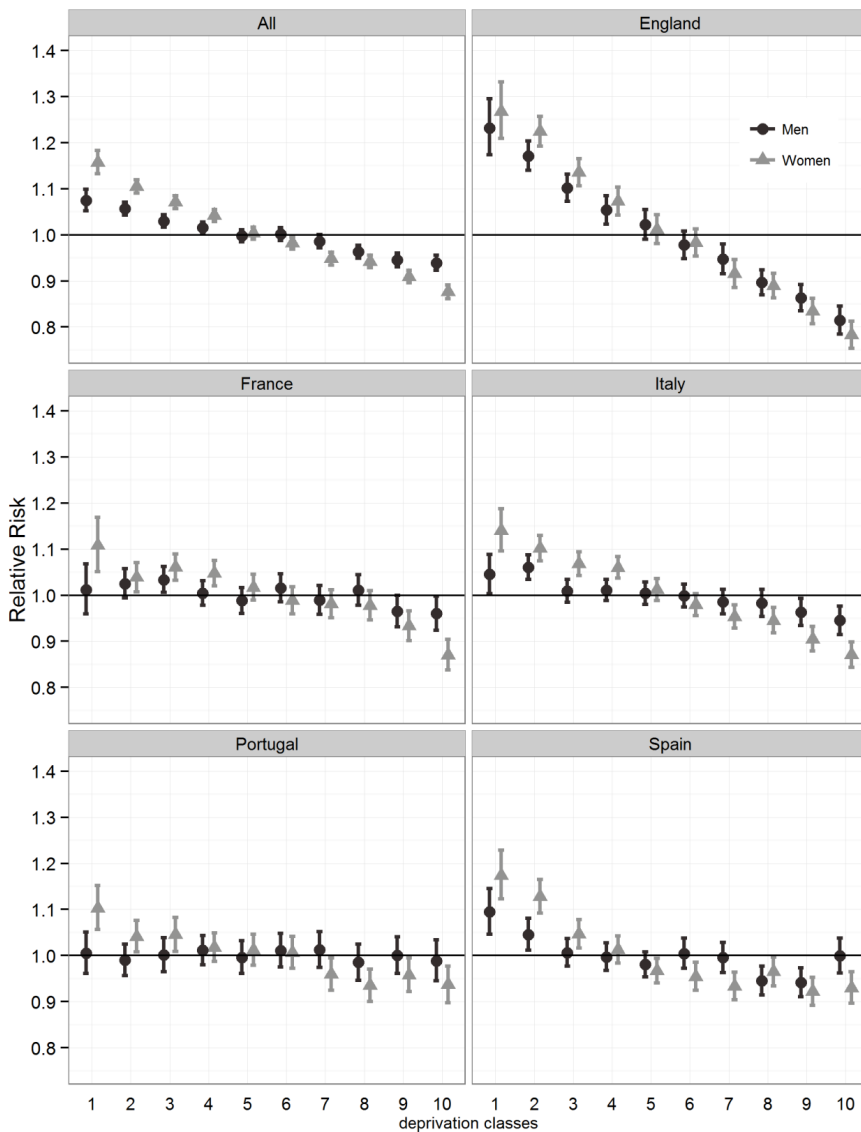 All
England
1.4
1.3
1.2
1.1
1.0
0.9
0.8
Men
Women
France
Italy
1.4
1.3
1.2
1.1
1.0
0.9
0.8
Relative Risk
Portugal
Spain
1.4
1.3
1.2
1.1
1.0
0.9
0.8
1 2 3 4 5 6 7 8 9 10 1 2 3 4 5 6 7 8 9 10
deprivation classes